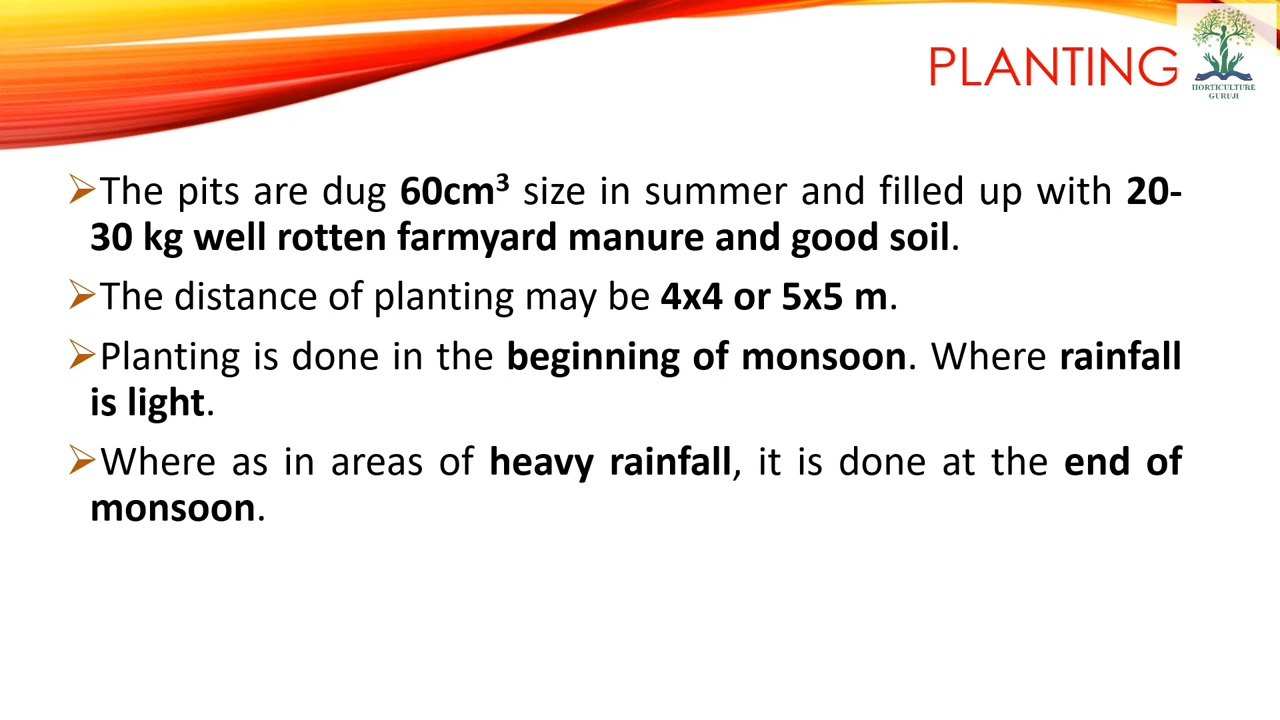 PLANTING
HORTICULTURE
GURUJI
➢The pits are dug 60cm³ size in summer and filled up with 20-
30 kg well rotten farmyard manure and good soil.
➢The distance of planting may be 4x4 or 5x5 m.
➢Planting is done in the beginning of monsoon. Where rainfall
is light.
➢Where as in areas of heavy rainfall, it is done at the end of
monsoon.